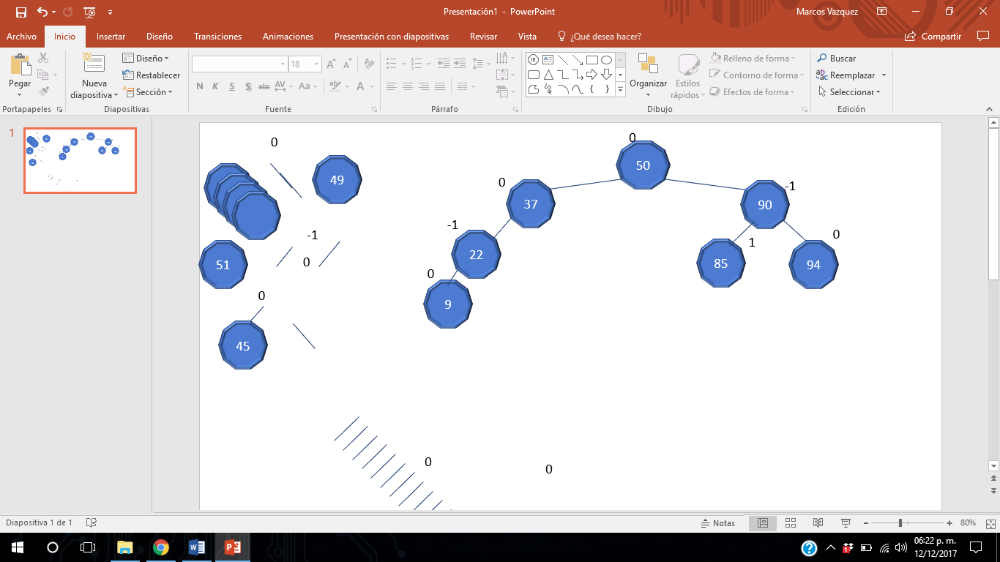 Presentación1 - PowerPoint
Marcos Vazquez
Archivo Inicio Insertar Diseño Transiciones Animaciones Presentación con diapositivas Revisar Vista ¿Qué desea hacer? Compartir
Pegar
Nueva diapositiva
Diseño
Restablecer
Sección
18
N K S S abc AV Aa A
Organizar
Estilos rápidos
Relleno de forma
Contorno de forma
Efectos de forma
Buscar
Reemplazar
Seleccionar
Portapapeles Diapositivas Fuente Párrafo Dibujo Edición
1
0
49
0
50
0
37
-1
90
-1
22
-1
0
51
0
85
1
94
0
0
9
0
45
0
0
Diapositiva 1 de 1
Notas
80%
06:22 p. m.
12/12/2017